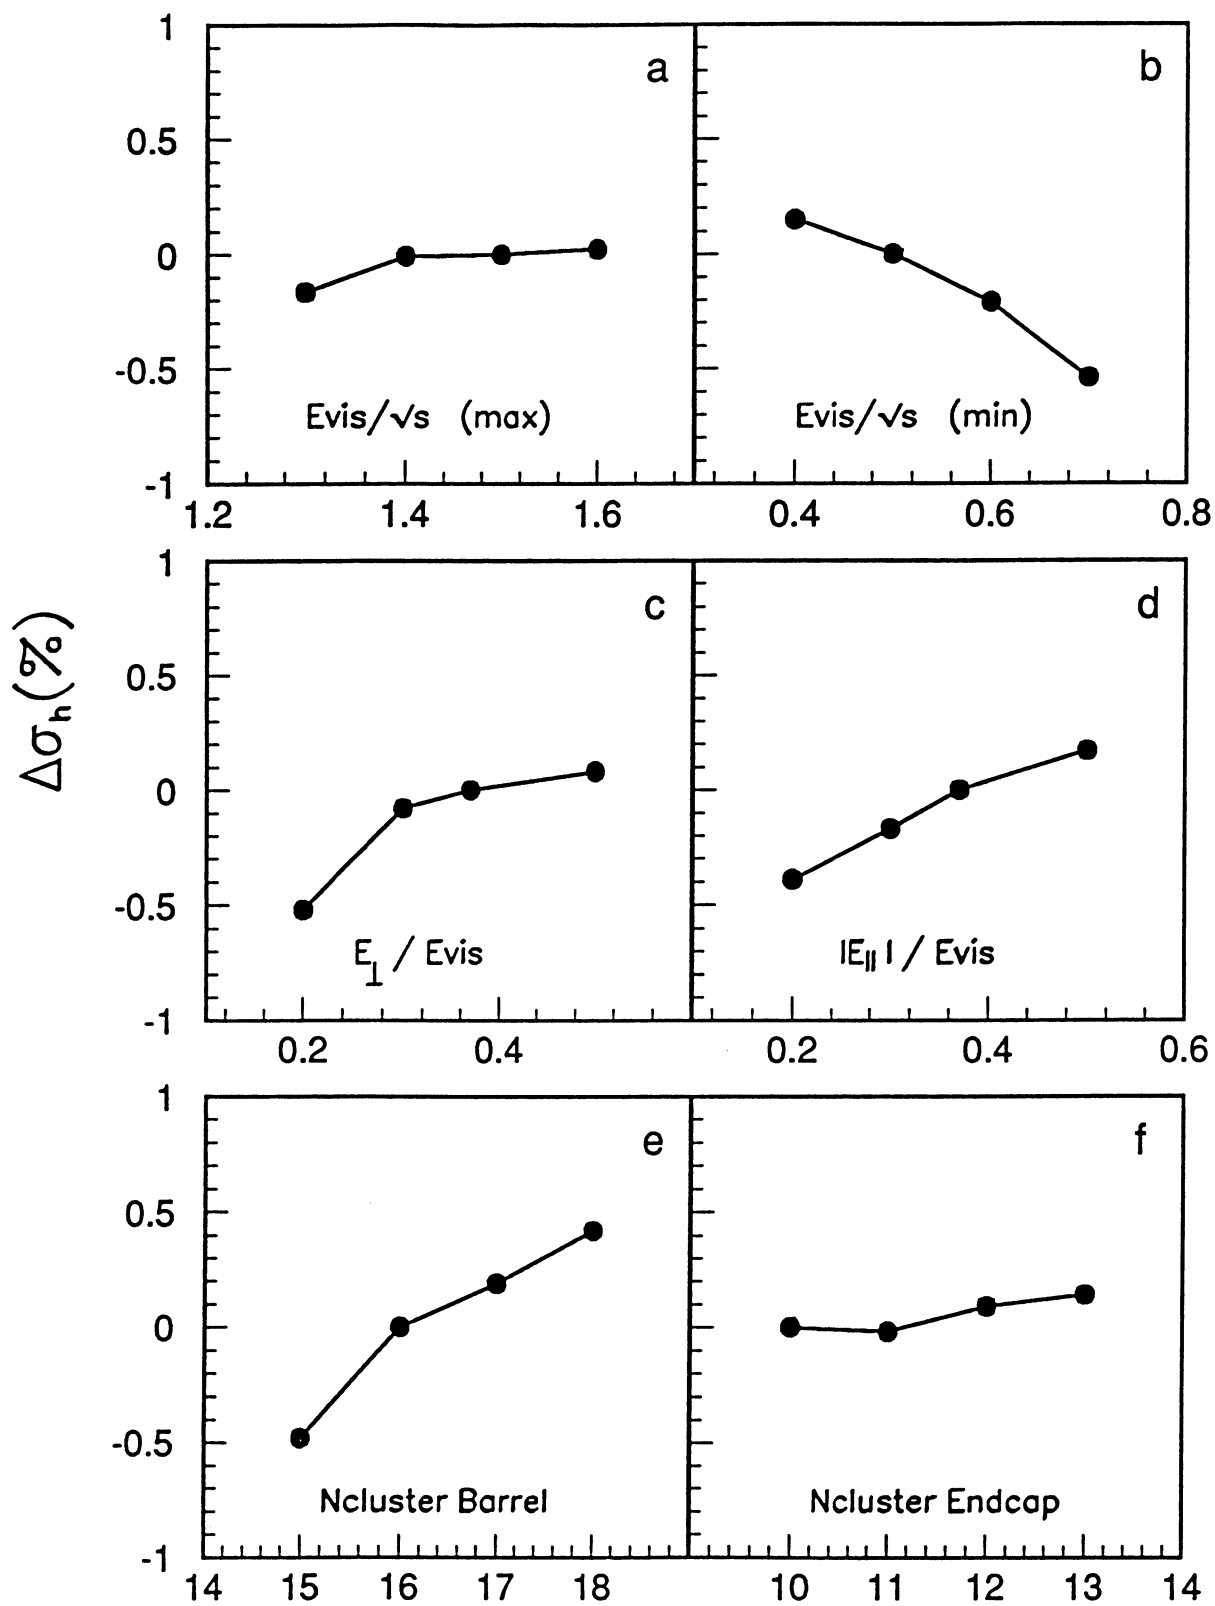 Δσh(%)
1
0.5
0
-0.5
-1
a
Evis/√s (max)
1.2 1.4 1.6
b
Evis/√s (min)
0.4 0.6 0.8
1
0.5
0
-0.5
-1
c
E⊥ / Evis
0.2 0.4
d
|E∥| / Evis
0.2 0.4 0.6
1
0.5
0
-0.5
-1
e
Ncluster Barrel
14 15 16 17 18
f
Ncluster Endcap
10 11 12 13 14